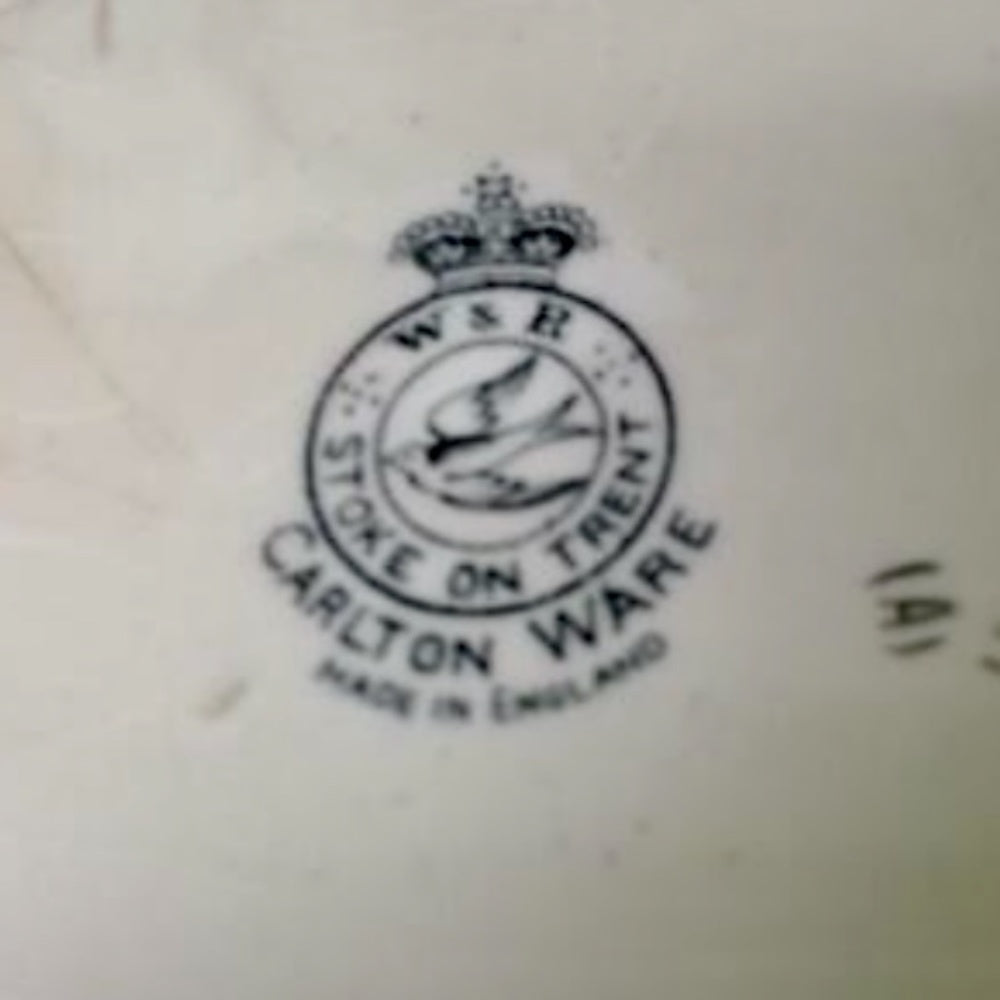 W & R
STOKE ON TRENT
CARLTON WARE
MADE IN ENGLAND
A